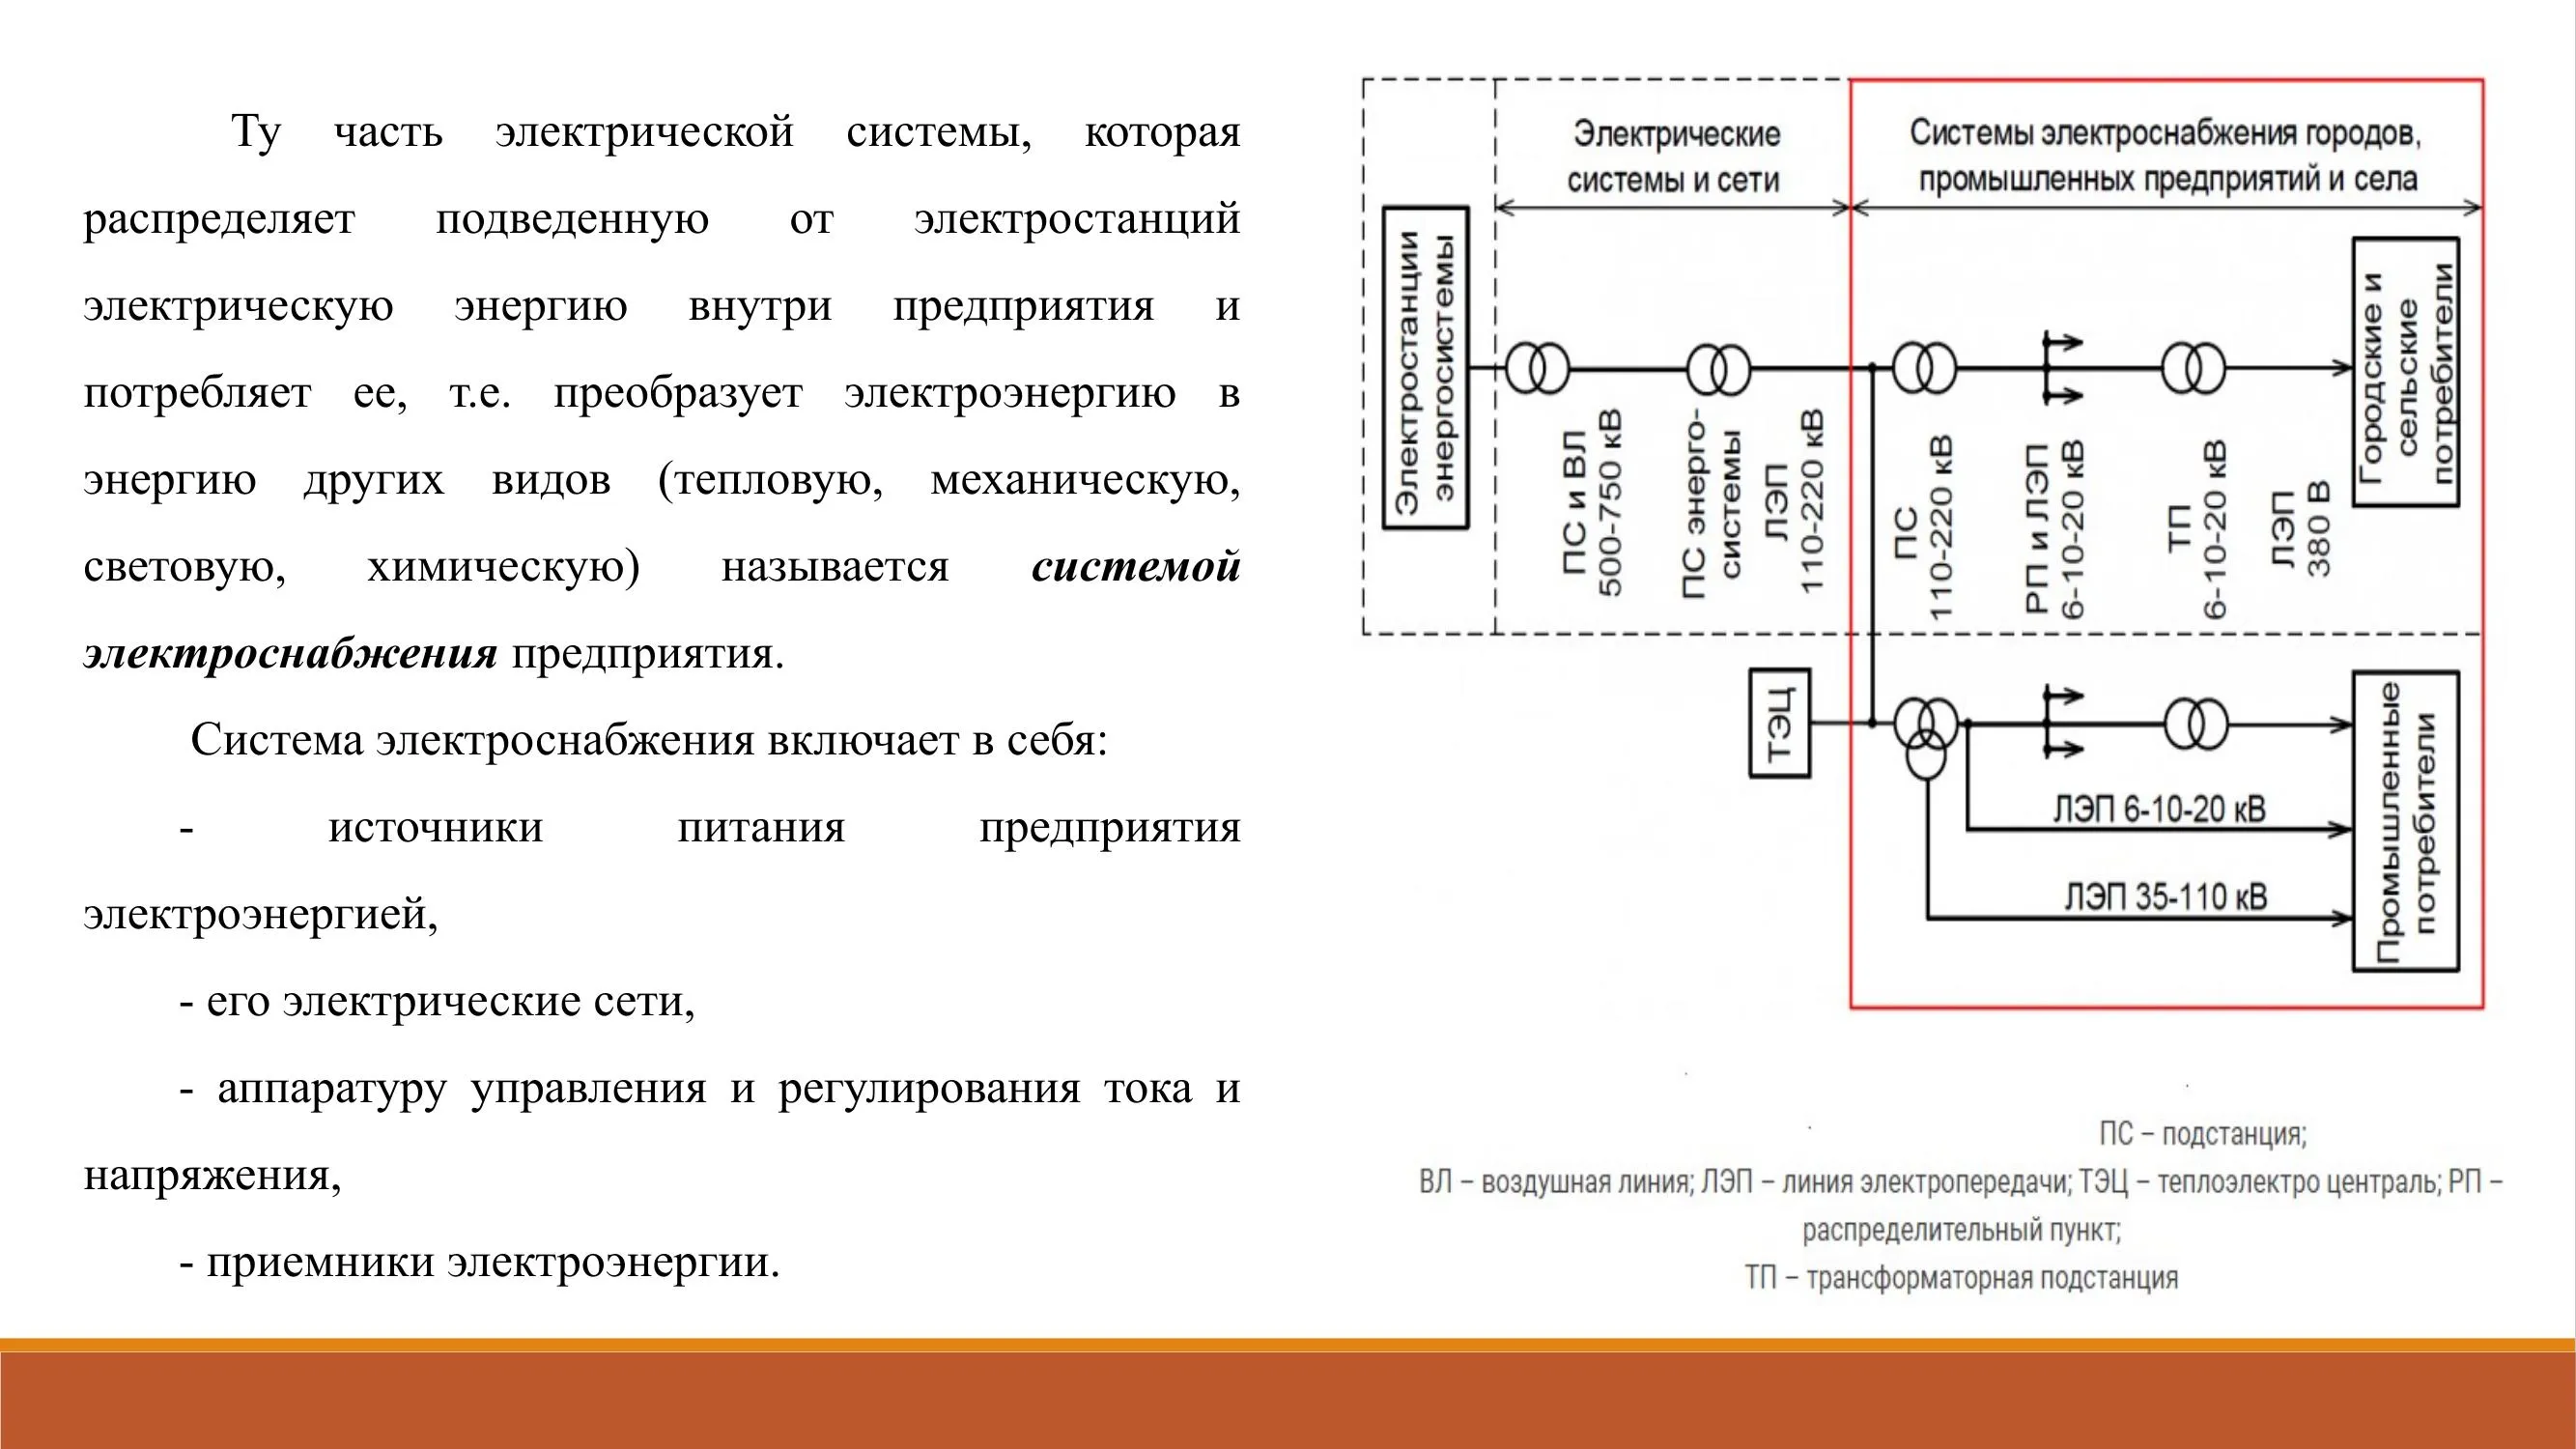 Ту часть электрической системы, которая
распределяет подведенную от электростанций
электрическую энергию внутри предприятия и
потребляет ее, т.е. преобразует электроэнергию в
энергию других видов (тепловую, механическую,
световую, химическую) называется системой
электроснабжения предприятия.
Система электроснабжения включает в себя:
- источники питания предприятия
электроэнергией,
- его электрические сети,
- аппаратуру управления и регулирования тока и
напряжения,
- приемники электроэнергии.
Электрические
системы и сети
Системы электроснабжения городов,
промышленных предприятий и села
Электростанции
энергосистемы
ПС и ВЛ
500-750 кВ
ПС энерго-
системы
ЛЭП
110-220 кВ
ПС
110-220 кВ
РП и ЛЭП
6-10-20 кВ
ТП
6-10-20 кВ
ЛЭП
380 В
Городские и
сельские
потребители
ТЭЦ
ЛЭП 6-10-20 кВ
ЛЭП 35-110 кВ
Промышленные
потребители
ПС – подстанция;
ВЛ – воздушная линия; ЛЭП – линия электропередачи; ТЭЦ – теплоэлектро централь; РП –
распределительный пункт;
ТП – трансформаторная подстанция